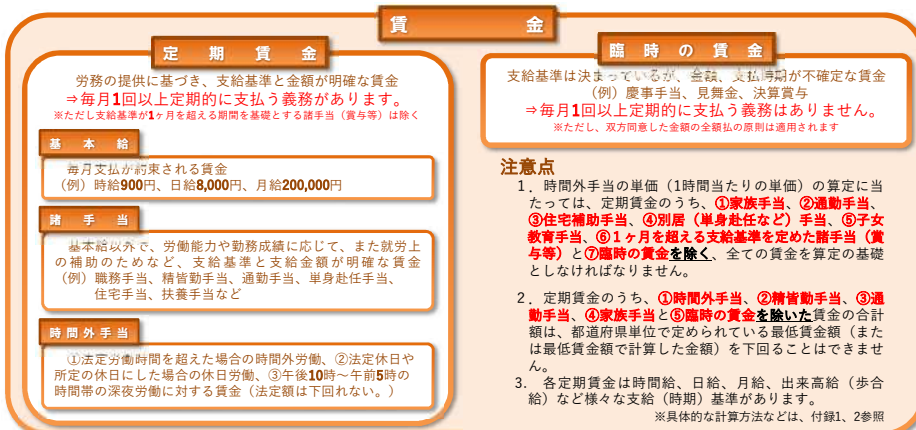 賃　金
定期賃金
労務の提供に基づき、支給基準と金額が明確な賃金
⇒毎月1回以上定期的に支払う義務があります。
※ただし支給基準が1ヶ月を超える期間を基礎とする諸手当（賞与等）は除く
基本給
毎月支払が約束される賃金
（例）時給900円、日給8,000円、月給200,000円
諸手当
基本給以外で、労働能力や勤務成績に応じて、また就労上
の補助のためなど、支給基準と支給金額が明確な賃金
（例）職務手当、精皆勤手当、通勤手当、単身赴任手当、
住宅手当、扶養手当など
時間外手当
①法定労働時間を超えた場合の時間外労働、②法定休日や
所定の休日にした場合の休日労働、③午後10時～午前5時の
時間帯の深夜労働に対する賃金（法定額は下回れない。）
臨時の賃金
支給基準は決まっているが、金額、支払時期が不確定な賃金
（例）慶事手当、見舞金、決算賞与
⇒毎月1回以上定期的に支払う義務はありません。
※ただし、双方同意した金額の全額払の原則は適用されます
注意点
1．時間外手当の単価（1時間当たりの単価）の算定に当
たっては、定期賃金のうち、①家族手当、②通勤手当、
③住宅補助手当、④別居（単身赴任など）手当、⑤子女
教育手当、⑥1ヶ月を超える支給基準を定めた諸手当（賞
与等）と⑦臨時の賃金を除く、全ての賃金を算定の基礎
としなければなりません。
2．定期賃金のうち、①時間外手当、②精皆勤手当、③通
勤手当、④家族手当と⑤臨時の賃金を除いた賃金の合計
額は、都道府県単位で定められている最低賃金額（また
は最低賃金額で計算した金額）を下回ることはできませ
ん。
3．各定期賃金は時間給、日給、月給、出来高給（歩合
給）など様々な支給（時期）基準があります。
※具体的な計算方法などは、付録1、2参照